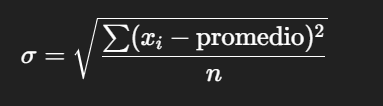 σ = √(∑(xᵢ − promedio)² / n)